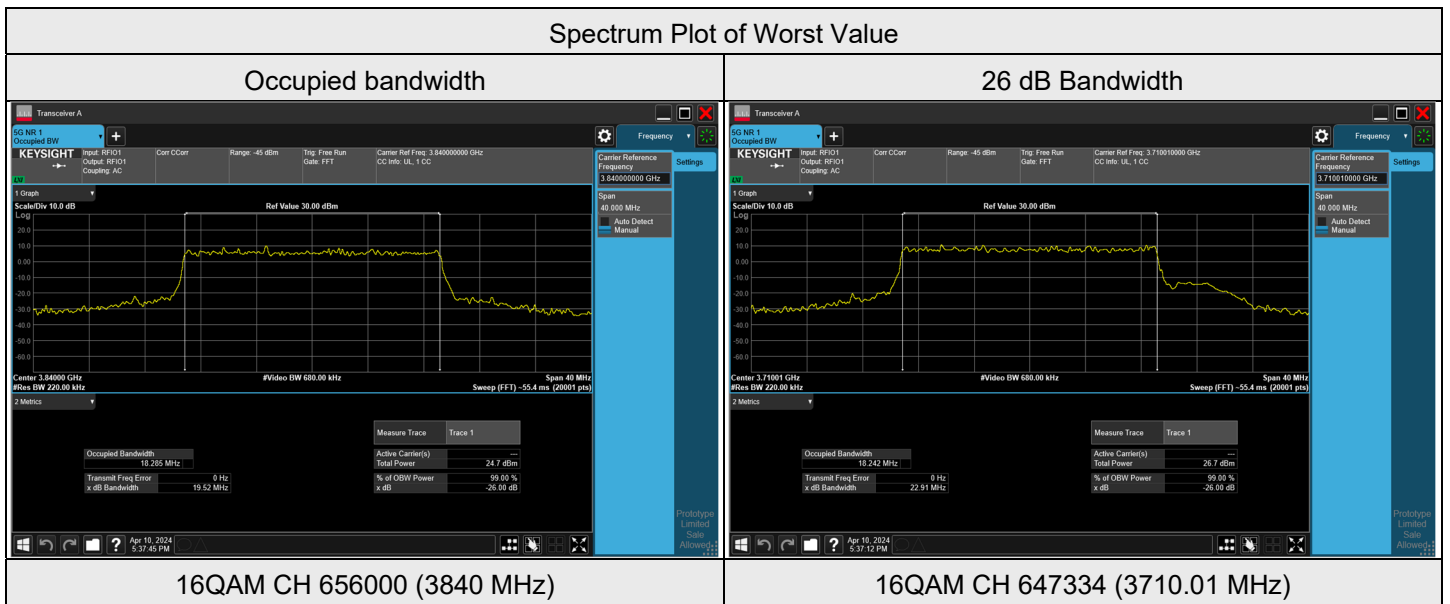 Spectrum Plot of Worst Value
Occupied bandwidth
26 dB Bandwidth
Transceiver A
5G NR 1
Occupied BW
Frequency
KEYSIGHT
Input: RFIO1
Output: RFIO1
Coupling: AC
Corr CCorr
Range: -45 dBm
Trig: Free Run
Gate: FFT
Carrier Ref Freq: 3.840000000 GHz
CC Info: UL, 1 CC
LXI
Carrier Reference
Frequency
3.840000000 GHz
Settings
Span
40.000 MHz
Auto Detect
Manual
1 Graph
Scale/Div 10.0 dB
Ref Value 30.00 dBm
Log
20.0
10.0
0.00
-10.0
-20.0
-30.0
-40.0
-50.0
-60.0
Center 3.84000 GHz
#Video BW 680.00 kHz
Span 40 MHz
#Res BW 220.00 kHz
Sweep (FFT) ~55.4 ms (20001 pts)
2 Metrics
Measure Trace Trace 1
Occupied Bandwidth
18.285 MHz
Active Carrier(s) ---
Total Power 24.7 dBm
Transmit Freq Error 0 Hz
x dB Bandwidth 19.52 MHz
% of OBW Power 99.00 %
x dB -26.00 dB
Prototype
Limited
Sale
Allowed
Apr 10, 2024
5:37:45 PM
16QAM CH 656000 (3840 MHz)
Transceiver A
5G NR 1
Occupied BW
Frequency
KEYSIGHT
Input: RFIO1
Output: RFIO1
Coupling: AC
Corr CCorr
Range: -45 dBm
Trig: Free Run
Gate: FFT
Carrier Ref Freq: 3.710010000 GHz
CC Info: UL, 1 CC
LXI
Carrier Reference
Frequency
3.710010000 GHz
Settings
Span
40.000 MHz
Auto Detect
Manual
1 Graph
Scale/Div 10.0 dB
Ref Value 30.00 dBm
Log
20.0
10.0
0.00
-10.0
-20.0
-30.0
-40.0
-50.0
-60.0
Center 3.71001 GHz
#Video BW 680.00 kHz
Span 40 MHz
#Res BW 220.00 kHz
Sweep (FFT) ~55.4 ms (20001 pts)
2 Metrics
Measure Trace Trace 1
Occupied Bandwidth
18.242 MHz
Active Carrier(s) ---
Total Power 26.7 dBm
Transmit Freq Error 0 Hz
x dB Bandwidth 22.91 MHz
% of OBW Power 99.00 %
x dB -26.00 dB
Prototype
Limited
Sale
Allowed
Apr 10, 2024
5:37:12 PM
16QAM CH 647334 (3710.01 MHz)